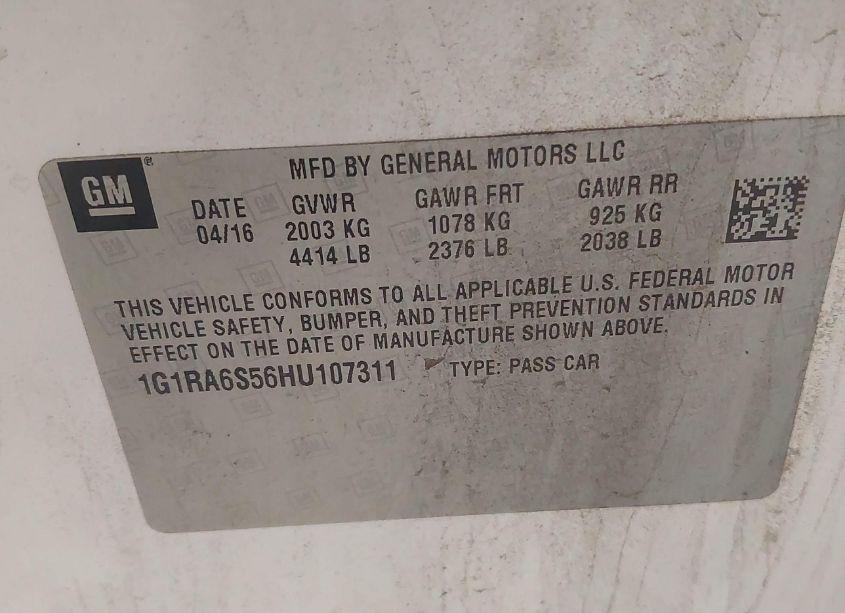 GM®
MFD BY GENERAL MOTORS LLC
DATE GVWR GAWR FRT GAWR RR
04/16 2003 KG 1078 KG 925 KG
4414 LB 2376 LB 2038 LB
THIS VEHICLE CONFORMS TO ALL APPLICABLE U.S. FEDERAL MOTOR
VEHICLE SAFETY, BUMPER, AND THEFT PREVENTION STANDARDS IN
EFFECT ON THE DATE OF MANUFACTURE SHOWN ABOVE.
1G1RA6S56HU107311 TYPE: PASS CAR